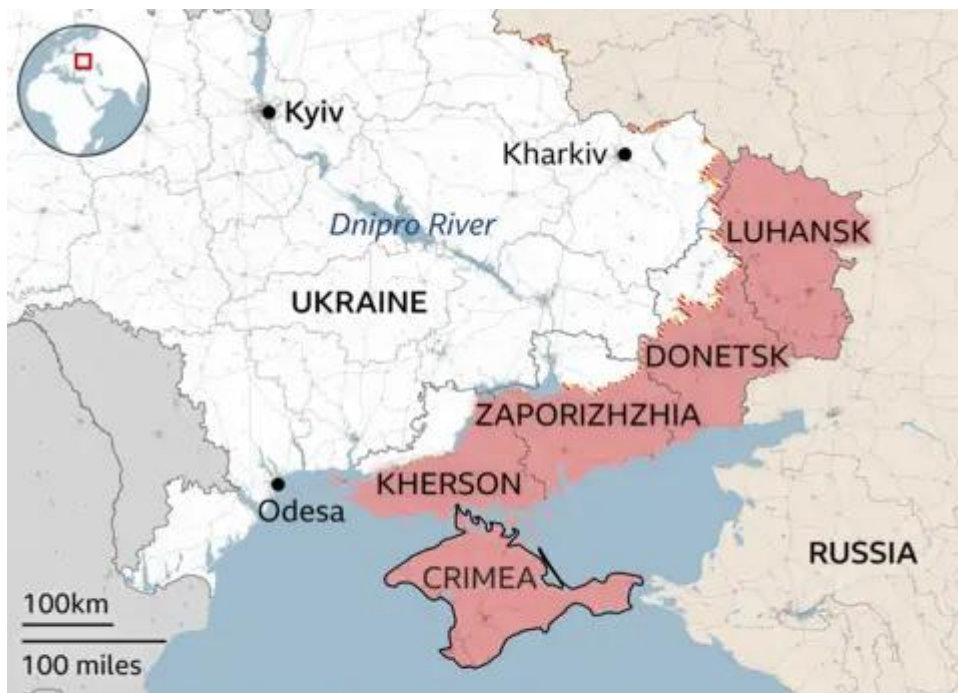 Kyiv
Kharkiv
Dnipro River
LUHANSK
UKRAINE
DONETSK
ZAPORIZHZHIA
KHERSON
Odesa
RUSSIA
CRIMEA
100km
100 miles